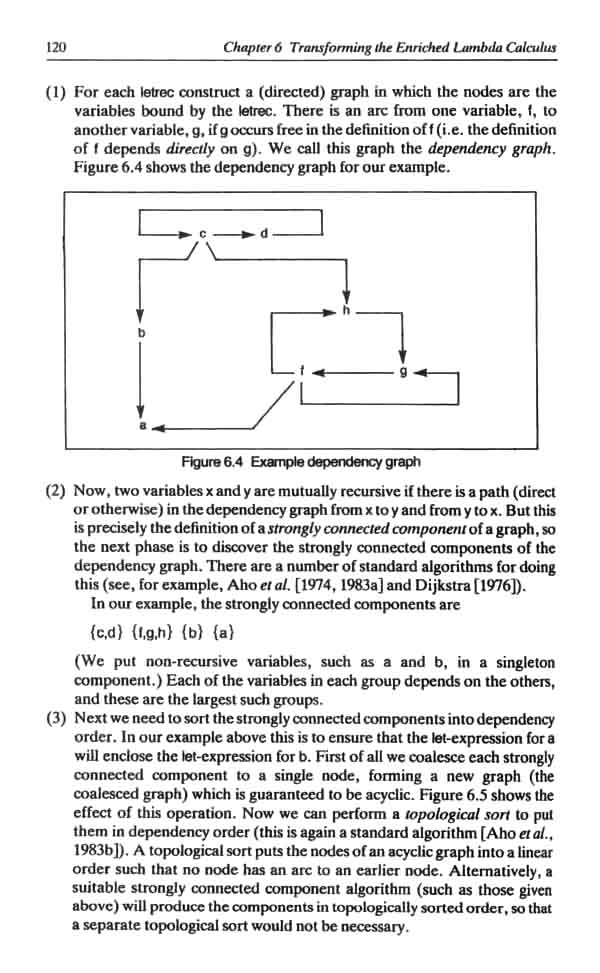 120
Chapter 6 Transforming the Enriched Lambda Calculus
(1) For each letrec construct a (directed) graph in which the nodes are the
variables bound by the letrec. There is an arc from one variable, f, to
another variable, g, if g occurs free in the definition of f (i.e. the definition
of f depends directly on g). We call this graph the dependency graph.
Figure 6.4 shows the dependency graph for our example.
c
d
h
b
f
g
a
Figure 6.4 Example dependency graph
(2) Now, two variables x and y are mutually recursive if there is a path (direct
or otherwise) in the dependency graph from x to y and from y to x. But this
is precisely the definition of a strongly connected component of a graph, so
the next phase is to discover the strongly connected components of the
dependency graph. There are a number of standard algorithms for doing
this (see, for example, Aho et al. [1974, 1983a] and Dijkstra [1976]).
In our example, the strongly connected components are
{c,d} {f,g,h} {b} {a}
(We put non-recursive variables, such as a and b, in a singleton
component.) Each of the variables in each group depends on the others,
and these are the largest such groups.
(3) Next we need to sort the strongly connected components into dependency
order. In our example above this is to ensure that the let-expression for a
will enclose the let-expression for b. First of all we coalesce each strongly
connected component to a single node, forming a new graph (the
coalesced graph) which is guaranteed to be acyclic. Figure 6.5 shows the
effect of this operation. Now we can perform a topological sort to put
them in dependency order (this is again a standard algorithm [Aho et al.,
1983b]). A topological sort puts the nodes of an acyclic graph into a linear
order such that no node has an arc to an earlier node. Alternatively, a
suitable strongly connected component algorithm (such as those given
above) will produce the components in topologically sorted order, so that
a separate topological sort would not be necessary.